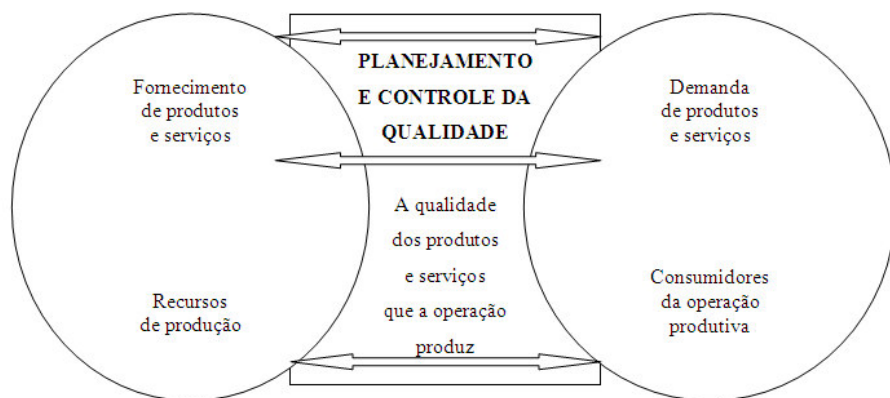 Fornecimento
de produtos
e serviços
Recursos
de produção
PLANEJAMENTO
E CONTROLE DA
QUALIDADE
A qualidade
dos produtos
e serviços
que a operação
produz
Demanda
de produtos
e serviços
Consumidores
da operação
produtiva